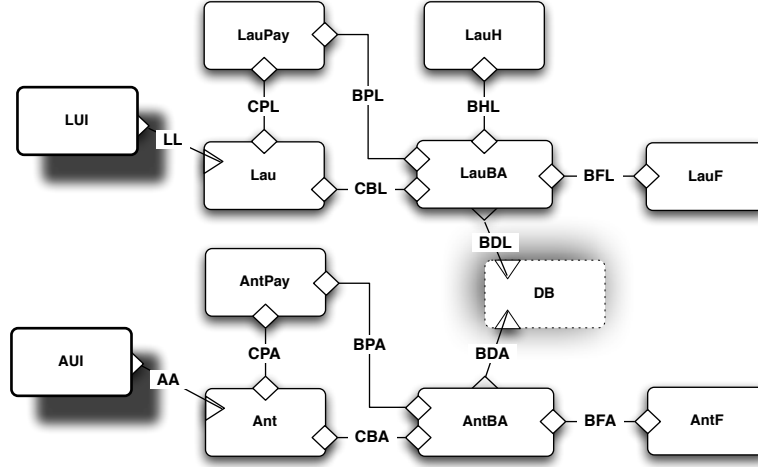 LauPay
LauH
BPL
CPL
BHL
LUI
LL
Lau
CBL
LauBA
BFL
LauF
BDL
AntPay
DB
BPA
CPA
BDA
AUI
AA
Ant
CBA
AntBA
BFA
AntF